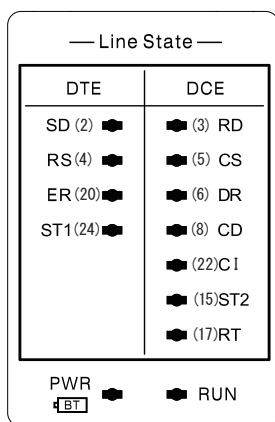 Line State
DTE DCE
SD (2) (3) RD
RS (4) (5) CS
ER (20) (6) DR
ST1 (24) (8) CD
(22) CI
(15) ST2
(17) RT
PWR RUN
BT